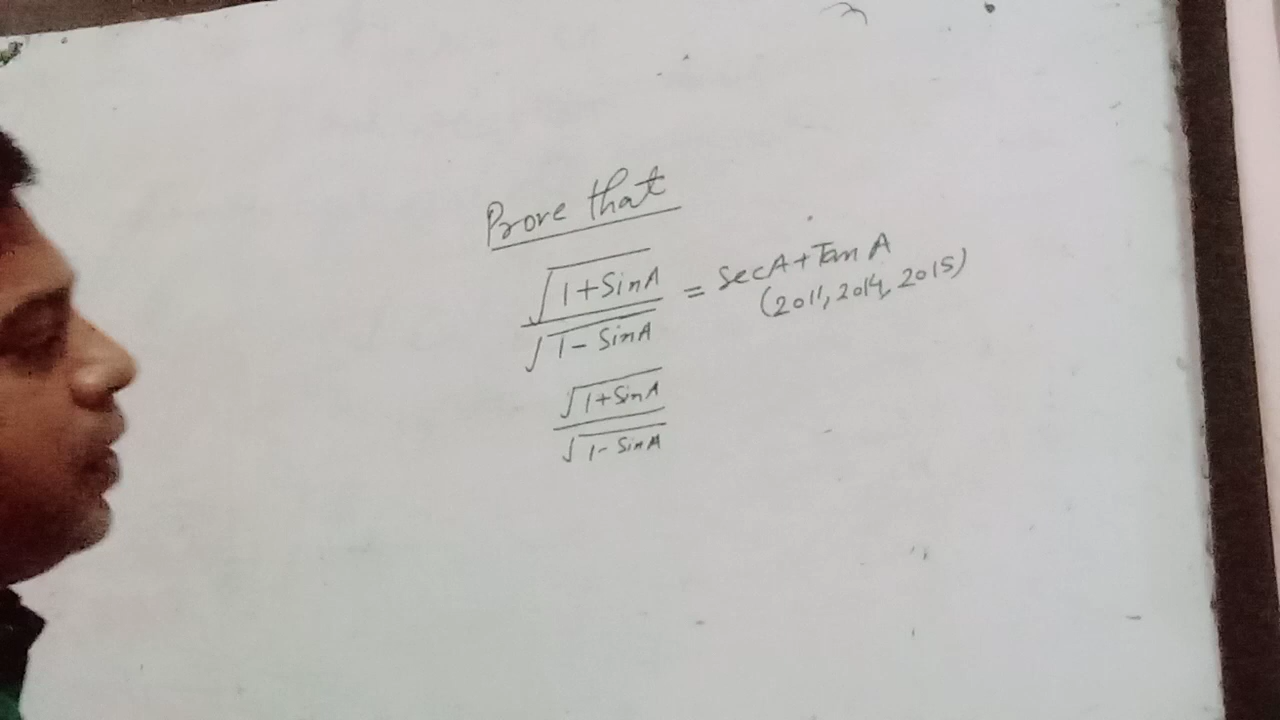 Prove that
√1+SinA / √1-SinA = SecA+TanA
(2011, 2014, 2015)
√1+SinA / √1-SinA